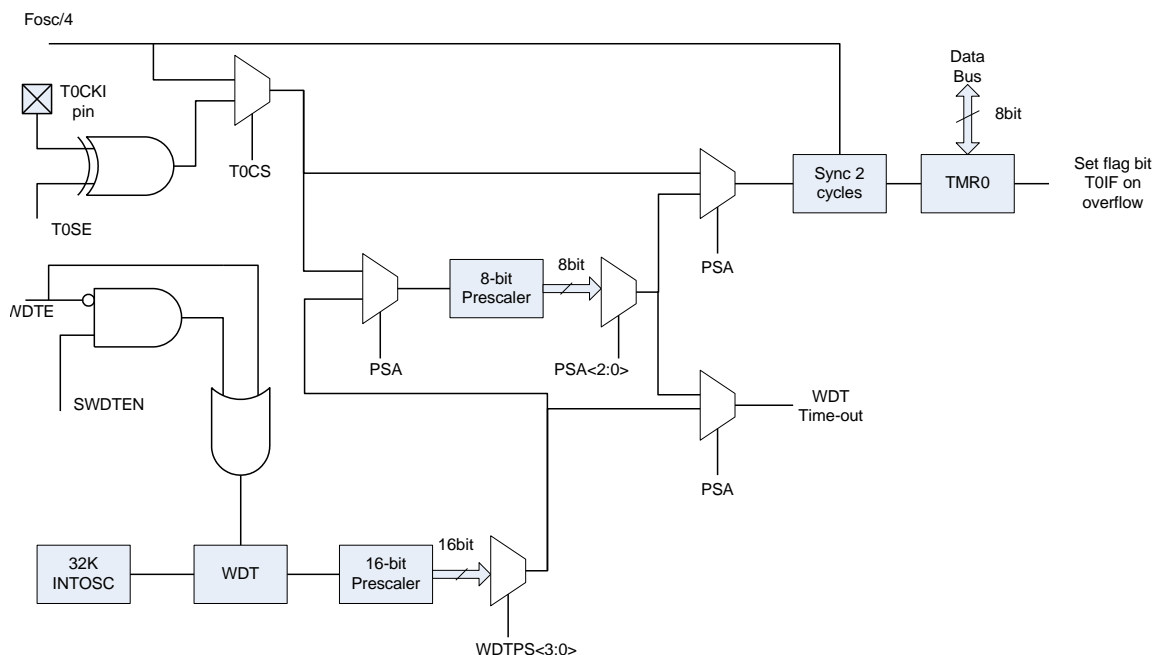 Fosc/4
T0CKI
pin
T0CS
T0SE
Data
Bus
8bit
Sync 2
cycles
TMR0
Set flag bit
T0IF on
overflow
PSA
8-bit
Prescaler
8bit
PSA
PSA<2:0>
WDTE
SWDTEN
WDT
Time-out
PSA
32K
INTOSC
WDT
16-bit
Prescaler
16bit
WDTPS<3:0>